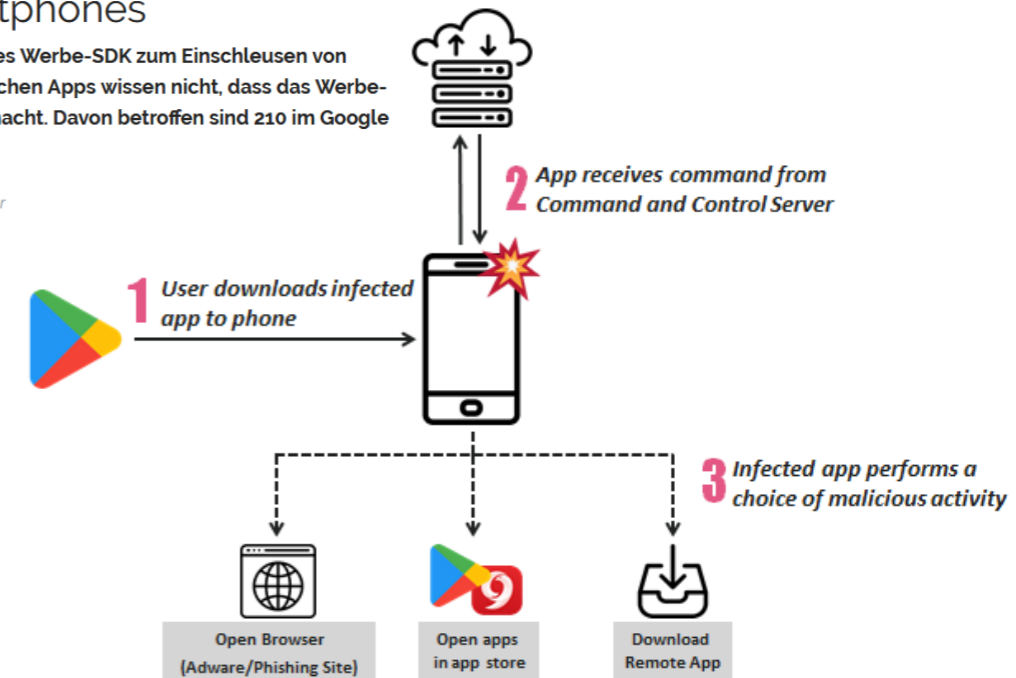 tphones
es Werbe-SDK zum Einschleusen von
chen Apps wissen nicht, dass das Werbe-
nacht. Davon betroffen sind 210 im Google
r
2 App receives command from
Command and Control Server
1 User downloads infected
app to phone
3 Infected app performs a
choice of malicious activity
Open Browser
(Adware/Phishing Site)
Open apps
in app store
Download
Remote App